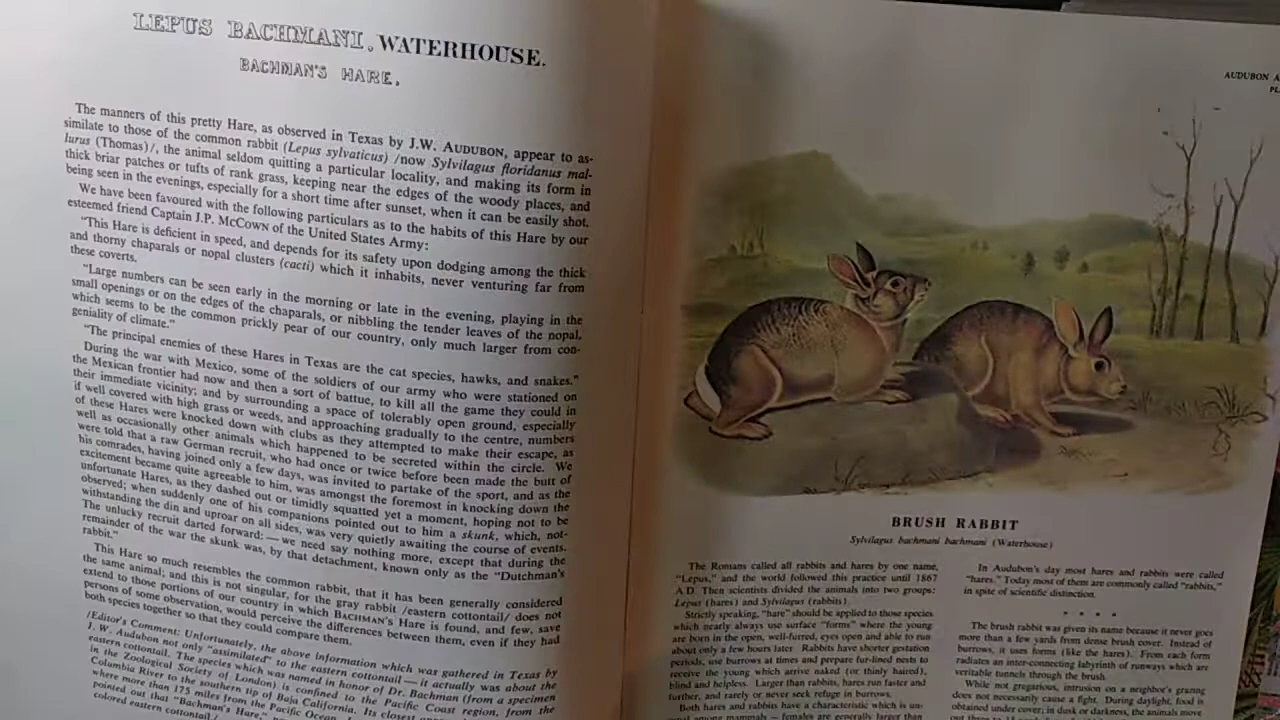 LEPUS BACHMANI, WATERHOUSE.
BACHMAN'S HARE,
The manners of this pretty Hare, as observed in Texas by J.W. AUDUBON, appear to as-
similate to those of the common rabbit (Lepus sylvaticus) /now Sylvilagus floridanus mal-
lurus (Thomas)/, the animal seldom quitting a particular locality, and making its form in
thick briar patches or tufts of rank grass, keeping near the edges of the woody places, and
being seen in the evenings, especially for a short time after sunset, when it can be easily shot.
We have been favoured with the following particulars as to the habits of this Hare by our
esteemed friend Captain J.P. McCOWN of the United States Army:
"This Hare is deficient in speed, and depends for its safety upon dodging among the thick
and thorny chaparals or nopal clusters (cacti) which it inhabits, never venturing far from
these coverts.
"Large numbers can be seen early in the morning or late in the evening, playing in the
small openings or on the edges of the chaparals, or nibbling the tender leaves of the nopal,
which seems to be the common prickly pear of our country, only much larger from con-
geniality of climate."
"The principal enemies of these Hares in Texas are the cat species, hawks, and snakes."
During the war with Mexico, some of the soldiers of our army who were stationed on
the Mexican frontier had now and then a sort of battue, to kill all the game they could in
their immediate vicinity; and by surrounding a space of tolerably open ground, especially
if well covered with high grass or weeds, and approaching gradually to the centre, numbers
of these Hares were knocked down with clubs as they attempted to make their escape, as
well as occasionally other animals which happened to be secreted within the circle. We
were told that a raw German recruit, who had once or twice before been made the butt of
his comrades, having joined only a few days, was invited to partake of the sport, and as the
excitement became quite agreeable to him, was amongst the foremost in knocking down the
unfortunate Hares, as they dashed out or timidly squatted yet a moment, hoping not to be
observed; when suddenly one of his companions pointed out to him a skunk, which, not-
withstanding the din and uproar on all sides, was very quietly awaiting the course of events.
The unlucky recruit darted forward: — we need say nothing more, except that during the
remainder of the war the skunk was, by that detachment, known only as the "Dutchman's
rabbit."
This Hare so much resembles the common rabbit, that it has been generally considered
the same animal; and this is not singular, for the gray rabbit /eastern cottontail/ does not
extend to those portions of our country in which BACHMAN'S Hare is found, and few, save
persons of some observation, would perceive the differences between them, even if they had
both species together so that they could compare them.
/Editor's Comment: Unfortunately, the above information which was gathered in Texas by
J. W. Audubon not only "assimilated" to the eastern cottontail — it actually was about the
eastern cottontail. The species which was named in honor of Dr. Bachman (from a specimen
in the Zoological Society of London) is confined to the Pacific Coast region, from the
Columbia River to the southern tip of Baja California. Its closest
where more than 175 miles from the Pacific Ocean
pointed out that "Bachman's Hare"
colored eastern cottontail/
AUDUBON
BRUSH RABBIT
Sylvilagus bachmani bachmani (Waterhouse)
The Romans called all rabbits and hares by one name,
"Lepus," and the world followed this practice until 1867
A.D. Then scientists divided the animals into two groups:
Lepus (hares) and Sylvilagus (rabbits).
Strictly speaking, "hare" should be applied to those species
which nearly always use surface "forms" where the young
are born in the open, well-furred, eyes open and able to run
about only a few hours later. Rabbits have shorter gestation
periods, use burrows at times and prepare fur-lined nests to
receive the young which arrive naked (or thinly haired),
blind and helpless. Larger than rabbits, hares run faster and
further, and rarely or never seek refuge in burrows.
Both hares and rabbits have a characteristic which is un-
usual among mammals — females are generally larger than
In Audubon's day most hares and rabbits were called
"hares." Today most of them are commonly called "rabbits,"
in spite of scientific distinction.
* * * *
The brush rabbit was given its name because it never goes
more than a few yards from dense brush cover. Instead of
burrows, it uses forms (like the hares). From each form
radiates an inter-connecting labyrinth of runways which are
veritable tunnels through the brush.
While not gregarious, intrusion on a neighbor's grazing
does not necessarily cause a fight. During daylight, food is
obtained under cover; in dusk or darkness, the animals move